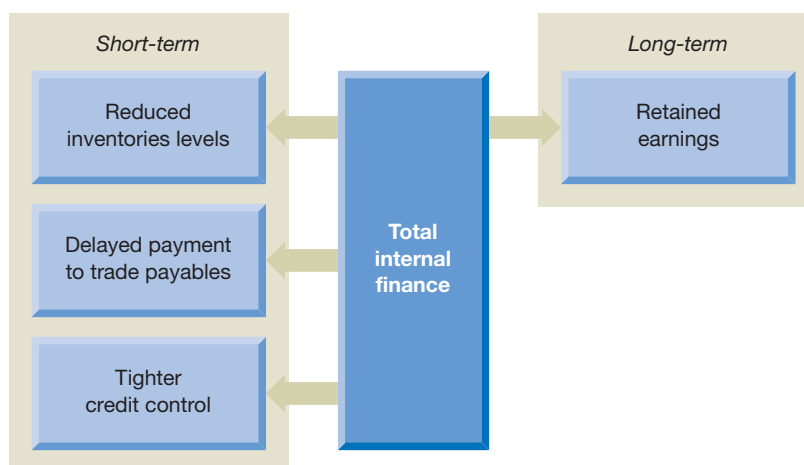 Short-term
Reduced
inventories levels
Delayed payment
to trade payables
Tighter
credit control
Total
internal
finance
Long-term
Retained
earnings